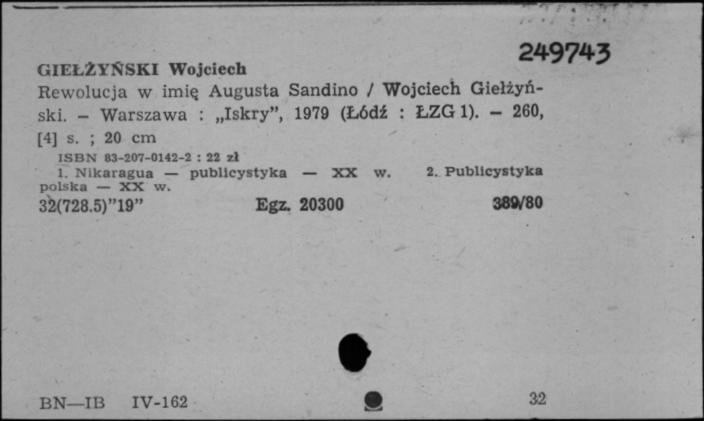 249743
GIEŁŻYŃSKI Wojciech
Rewolucja w imię Augusta Sandino / Wojciech Giełżyń-
ski. – Warszawa : „Iskry”, 1979 (Łódź : ŁZG 1). – 260,
[4] s. ; 20 cm
ISBN 83-207-0142-2 : 22 zł
1. Nikaragua — publicystyka — XX w. 2. Publicystyka
polska — XX w.
32(728.5)”19” Egz. 20300 389/80
BN—IB IV-162 32